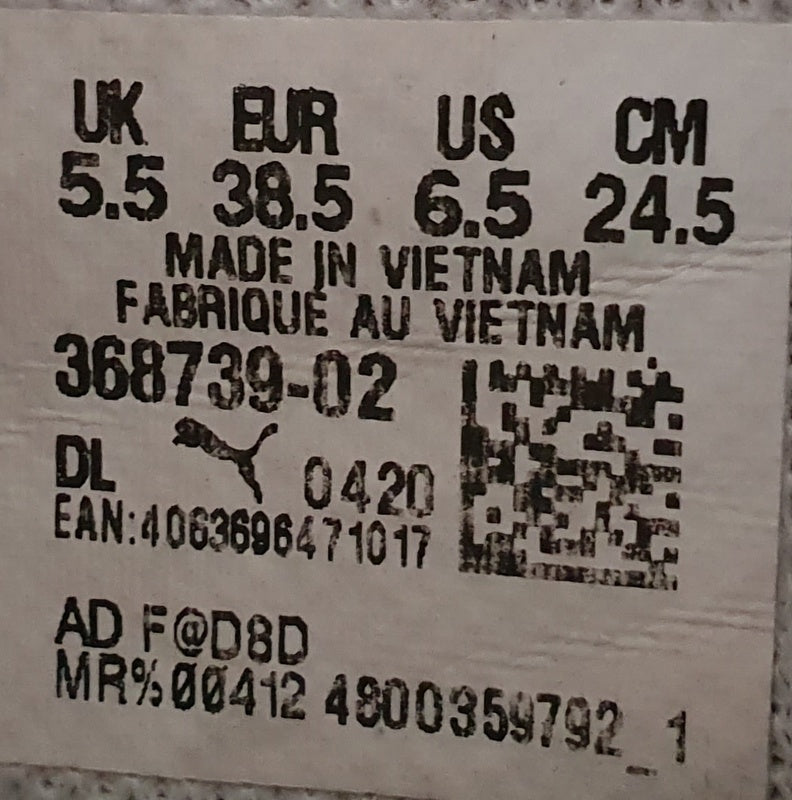 UK EUR US CM
5.5 38.5 6.5 24.5
MADE IN VIETNAM
FABRIQUE AU VIETNAM
368739-02
DL 0420
EAN:4063696471017
AD F@D8D
MR%00412 4800359792_1